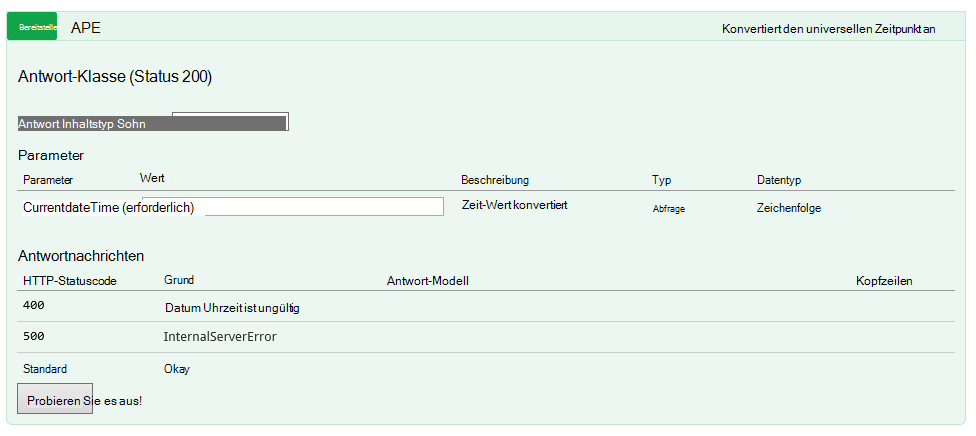 Bereitstelle APE Konvertiert den universellen Zeitpunkt an
Antwort-Klasse (Status 200)
Antwort Inhaltstyp Sohn
Parameter
Parameter Wert Beschreibung Typ Datentyp
CurrentdateTime (erforderlich) Zeit-Wert konvertiert Abfrage Zeichenfolge
Antwortnachrichten
HTTP-Statuscode Grund Antwort-Modell Kopfzeilen
400 Datum Uhrzeit ist ungültig
500 InternalServerError
Standard Okay
Probieren Sie es aus!